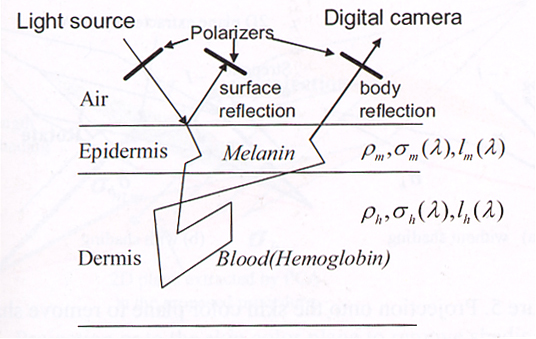 Light source
Digital camera
Polarizers
surface
reflection
body
reflection
Air
Epidermis
Melanin
ρₘ,σₘ(λ),lₘ(λ)
ρₕ,σₕ(λ),lₕ(λ)
Dermis
Blood(Hemoglobin)